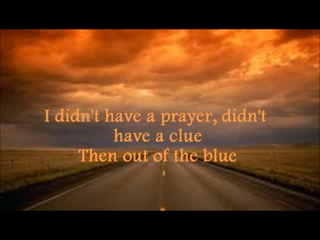 I didn't have a prayer, didn't
have a clue
Then out of the blue